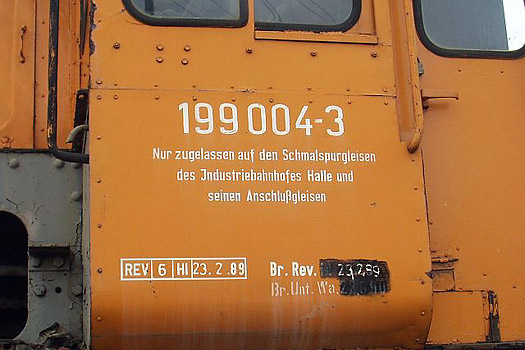 199 004-3
Nur zugelassen auf den Schmalspurgleisen
des Industriebahnhofes Halle und
seinen Anschlußgleisen
REV 6 HI 23.2.89
Br. Rev. 23.2.89
Br. Unt. Wa.